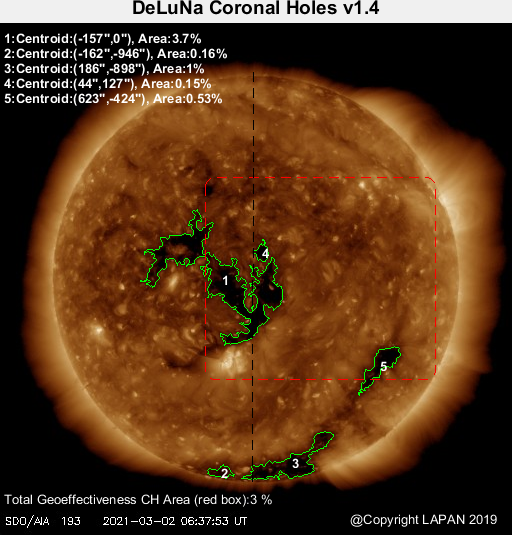 DeLuNa Coronal Holes v1.4
1:Centroid:(-157",0"), Area:3.7%
2:Centroid:(-162",-946"), Area:0.16%
3:Centroid:(186",-898"), Area:1%
4:Centroid:(44",127"), Area:0.15%
5:Centroid:(623",-424"), Area:0.53%
4
1
5
3
2
Total Geoeffectiveness CH Area (red box):3 %
SDO/AIA 193 2021-03-02 06:37:53 UT
@Copyright LAPAN 2019